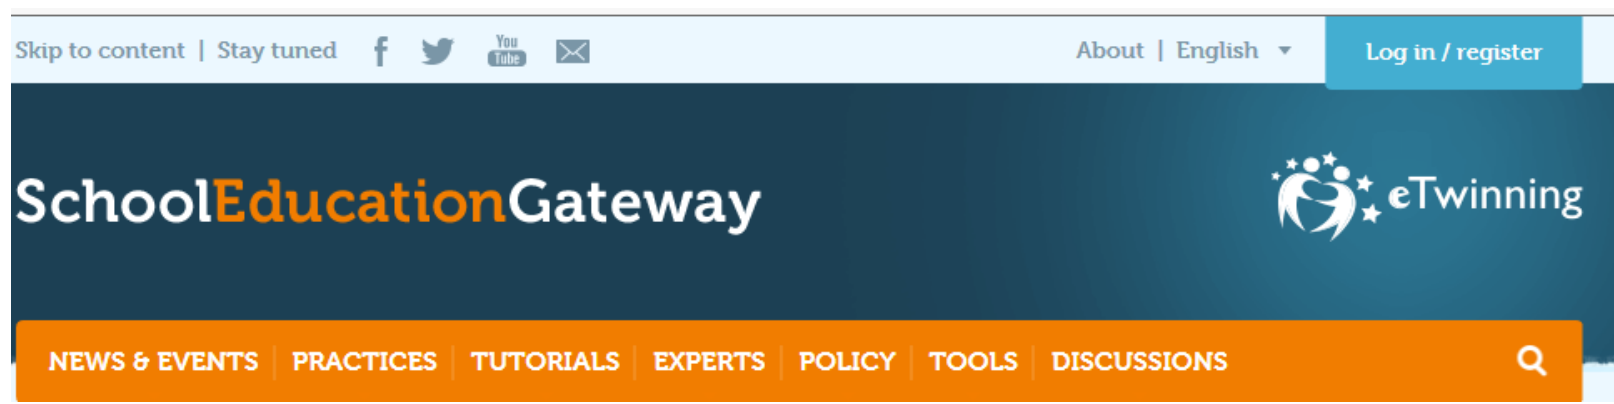 Skip to content | Stay tuned f You Tube About | English Log in / register
SchoolEducationGateway eTwinning
NEWS & EVENTS PRACTICES TUTORIALS EXPERTS POLICY TOOLS DISCUSSIONS